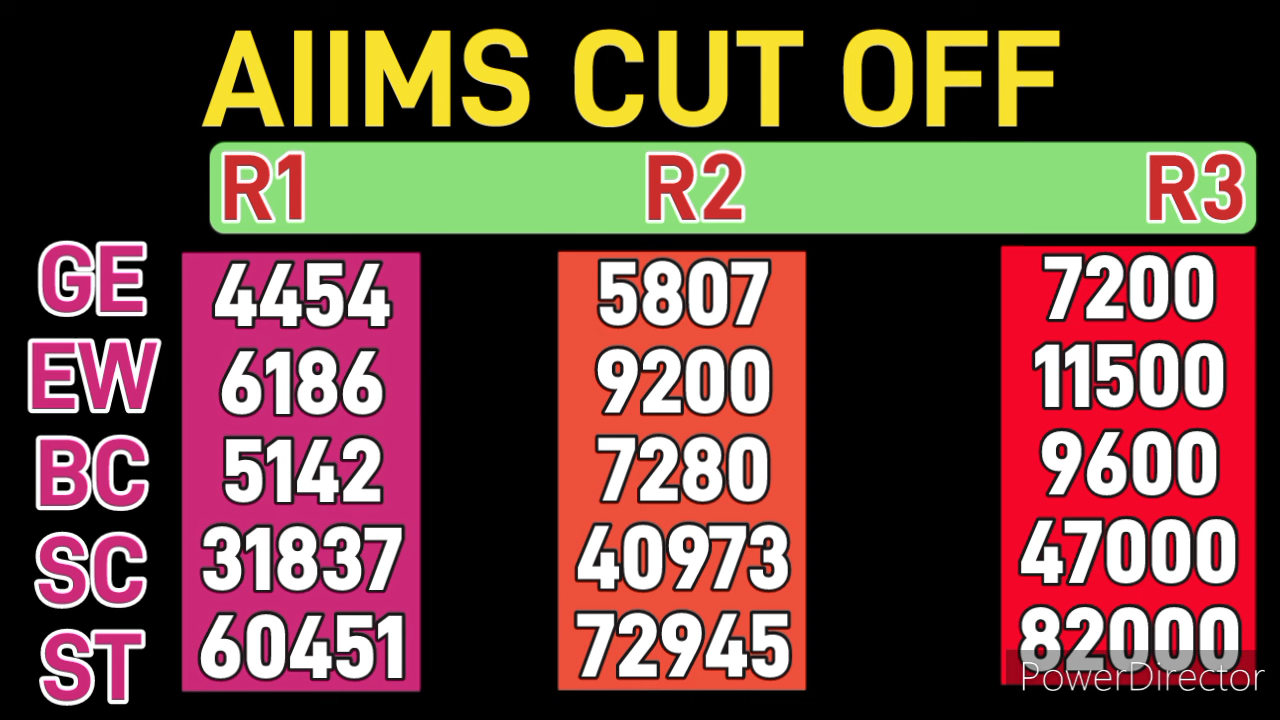 AIIMS CUT OFF
R1 R2 R3
GE 4454 5807 7200
EW 6186 9200 11500
BC 5142 7280 9600
SC 31837 40973 47000
ST 60451 72945 82000
PowerDirector